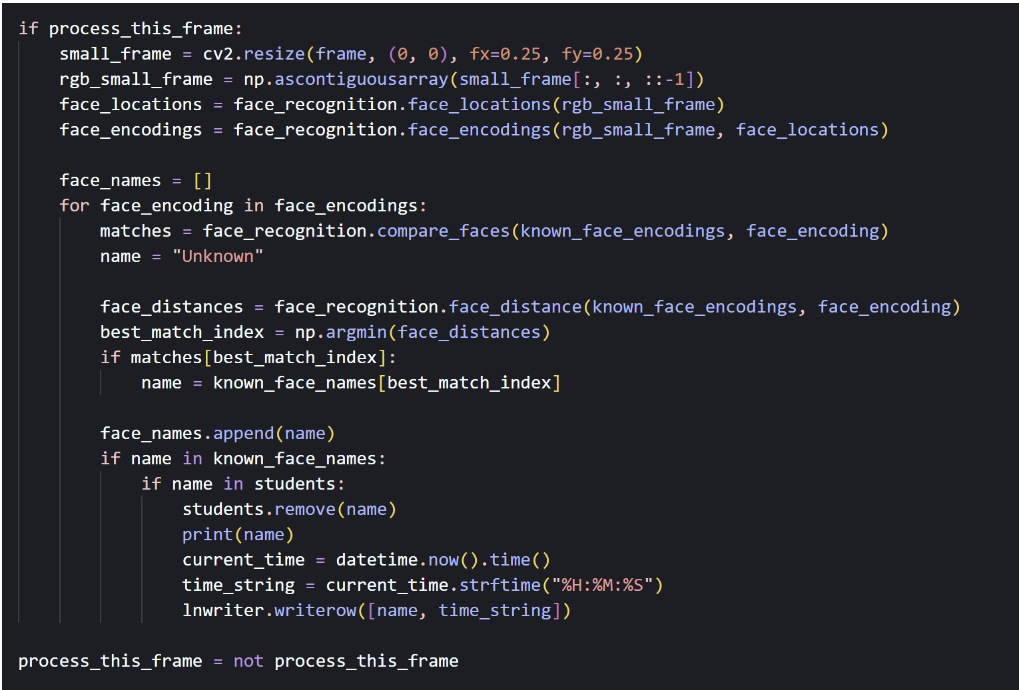 if process_this_frame:
    small_frame = cv2.resize(frame, (0, 0), fx=0.25, fy=0.25)
    rgb_small_frame = np.ascontiguousarray(small_frame[:, :, ::-1])
    face_locations = face_recognition.face_locations(rgb_small_frame)
    face_encodings = face_recognition.face_encodings(rgb_small_frame, face_locations)

    face_names = []
    for face_encoding in face_encodings:
        matches = face_recognition.compare_faces(known_face_encodings, face_encoding)
        name = "Unknown"

        face_distances = face_recognition.face_distance(known_face_encodings, face_encoding)
        best_match_index = np.argmin(face_distances)
        if matches[best_match_index]:
            name = known_face_names[best_match_index]

        face_names.append(name)
        if name in known_face_names:
            if name in students:
                students.remove(name)
                print(name)
                current_time = datetime.now().time()
                time_string = current_time.strftime("%H:%M:%S")
                lnwriter.writerow([name, time_string])

process_this_frame = not process_this_frame